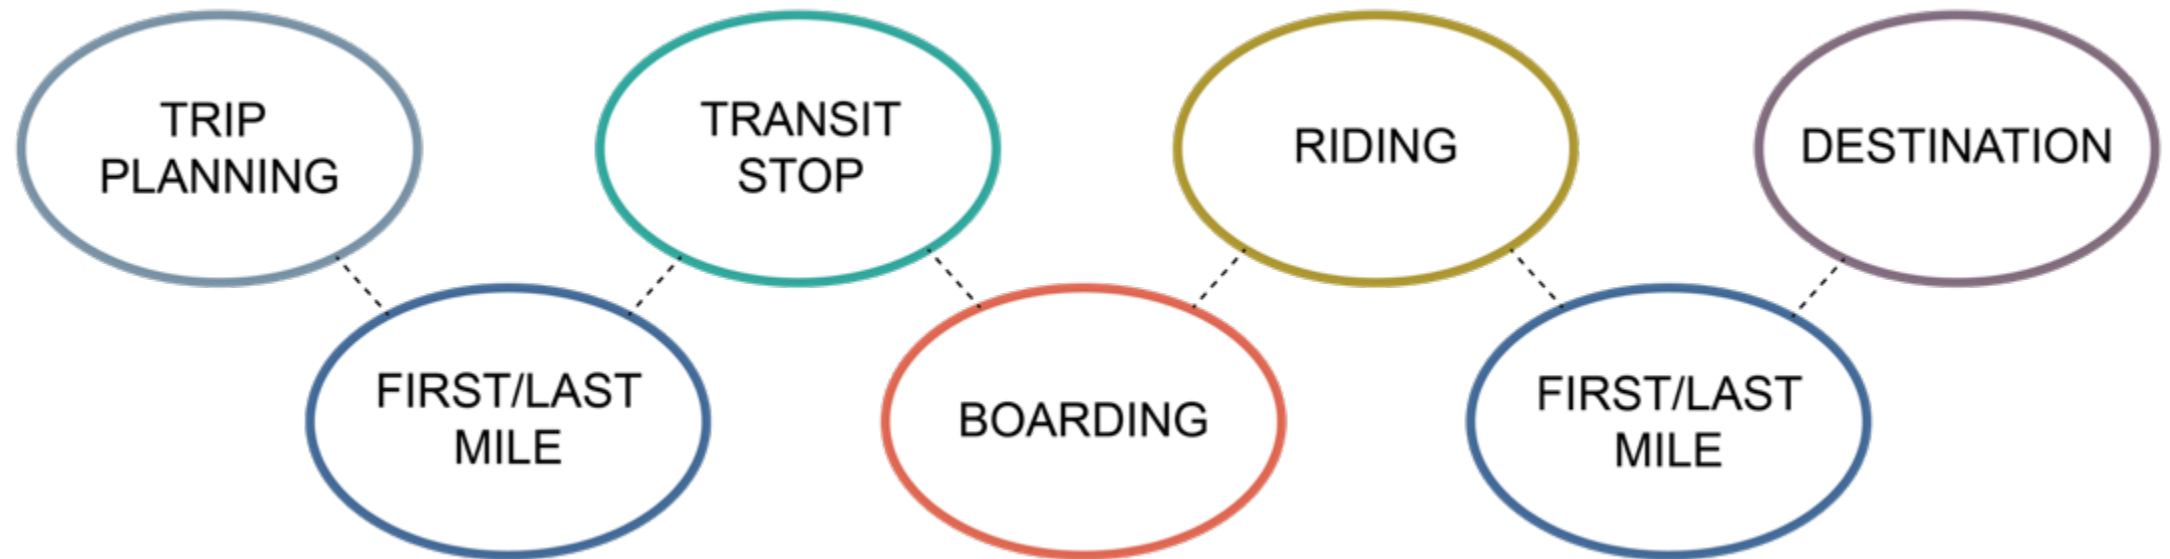 TRIP
PLANNING
FIRST/LAST
MILE
TRANSIT
STOP
BOARDING
RIDING
FIRST/LAST
MILE
DESTINATION